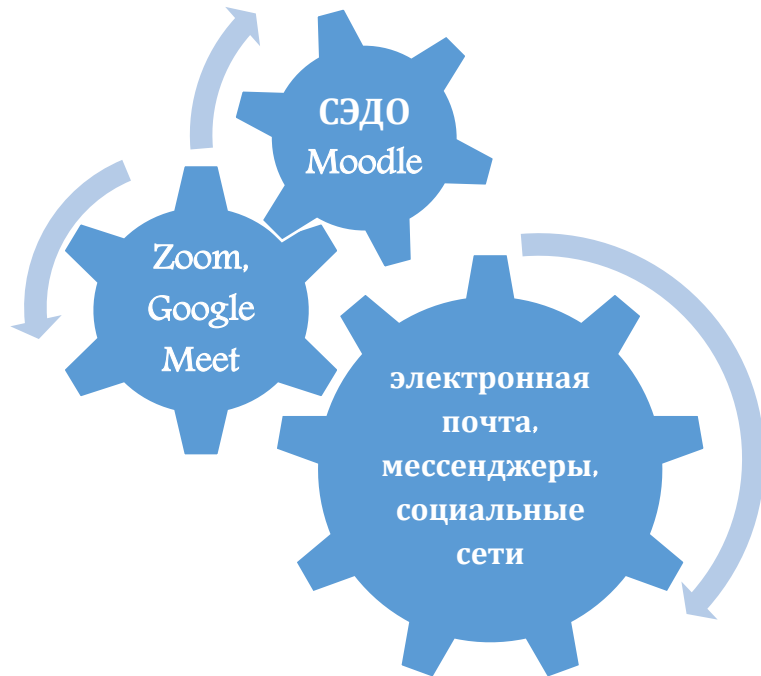 СЭДО
Moodle
Zoom,
Google
Meet
электронная
почта,
мессенджеры,
социальные
сети